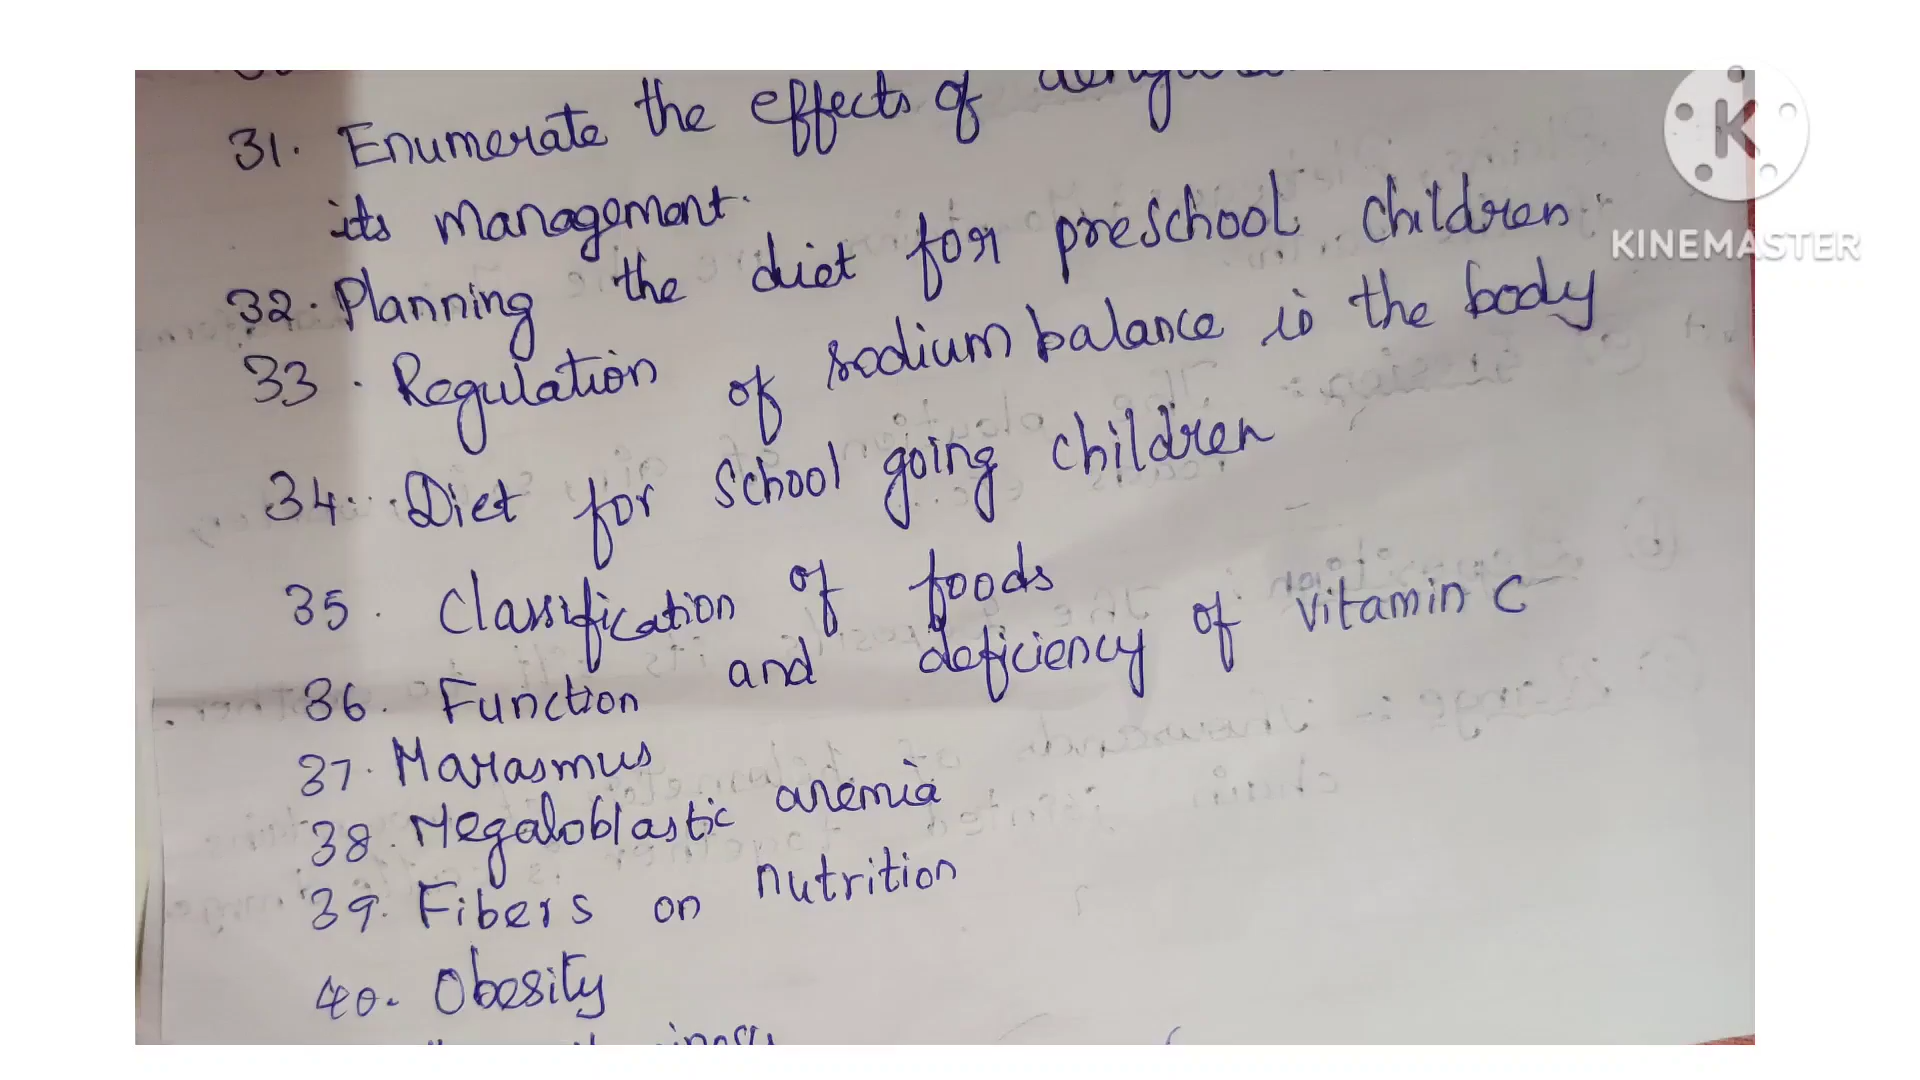 31. Enumerate the effects of
its management.
32. Planning the diet for preschool children
33. Regulation of sodium balance is the body
34. Diet for school going children
35. Classification of foods
36. Function and deficiency of vitamin C
37. Marasmus
38. Megaloblastic anemia
39. Fibers on nutrition
40. Obesity
K
KINEMASTER